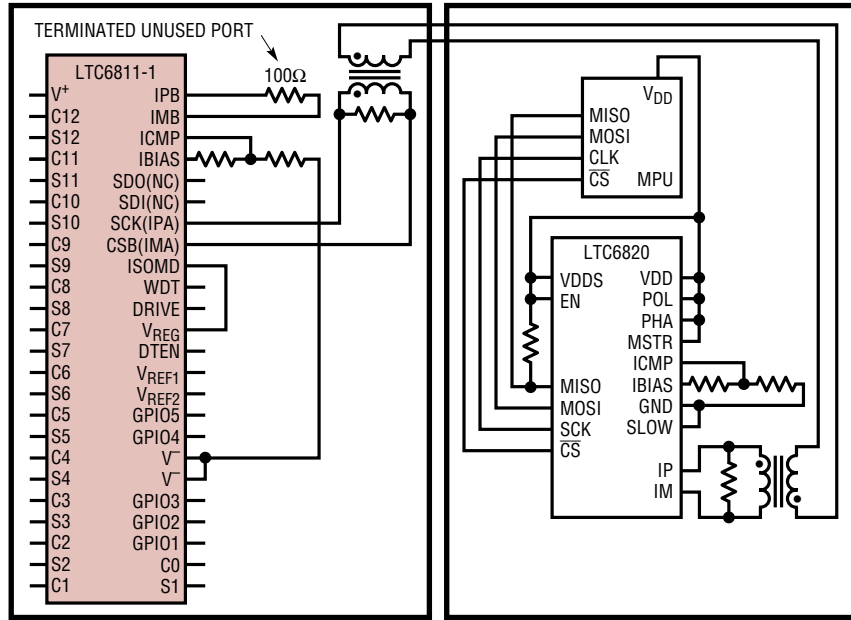 TERMINATED UNUSED PORT
100Ω
LTC6811-1
V+
C12
S12
C11
S11
C10
S10
C9
S9
C8
S8
C7
S7
C6
S6
C5
S5
C4
S4
C3
S3
C2
S2
C1
IPB
IMB
ICMP
IBIAS
SDO(NC)
SDI(NC)
SCK(IPA)
CSB(IMA)
ISOMD
WDT
DRIVE
VREG
DTEN
VREF1
VREF2
GPIO5
GPIO4
V–
V–
GPIO3
GPIO2
GPIO1
C0
S1
VDD
MISO
MOSI
CLK
CS
MPU
LTC6820
VDDS
EN
MISO
MOSI
SCK
CS
VDD
POL
PHA
MSTR
ICMP
IBIAS
GND
SLOW
IP
IM